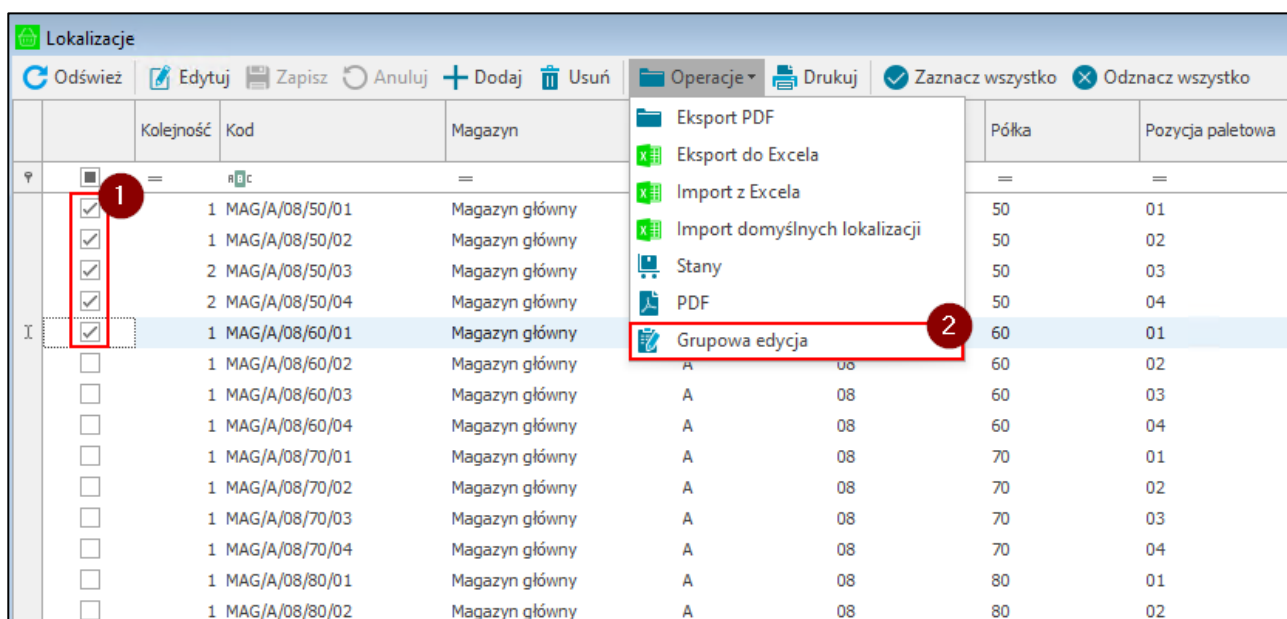 Lokalizacje
Odśwież Edytuj Zapisz Anuluj Dodaj Usuń Operacje Drukuj Zaznacz wszystko Odznacz wszystko
Kolejność Kod Magazyn Półka Pozycja paletowa
= ABC = = =
Eksport PDF
Eksport do Excela
Import z Excela
Import domyślnych lokalizacji
Stany
PDF
Grupowa edycja
1
2
1 MAG/A/08/50/01 Magazyn główny 50 01
1 MAG/A/08/50/02 Magazyn główny 50 02
2 MAG/A/08/50/03 Magazyn główny 50 03
2 MAG/A/08/50/04 Magazyn główny 50 04
1 MAG/A/08/60/01 Magazyn główny 60 01
1 MAG/A/08/60/02 Magazyn główny A 08 60 02
1 MAG/A/08/60/03 Magazyn główny A 08 60 03
1 MAG/A/08/60/04 Magazyn główny A 08 60 04
1 MAG/A/08/70/01 Magazyn główny A 08 70 01
1 MAG/A/08/70/02 Magazyn główny A 08 70 02
1 MAG/A/08/70/03 Magazyn główny A 08 70 03
1 MAG/A/08/70/04 Magazyn główny A 08 70 04
1 MAG/A/08/80/01 Magazyn główny A 08 80 01
1 MAG/A/08/80/02 Magazyn główny A 08 80 02